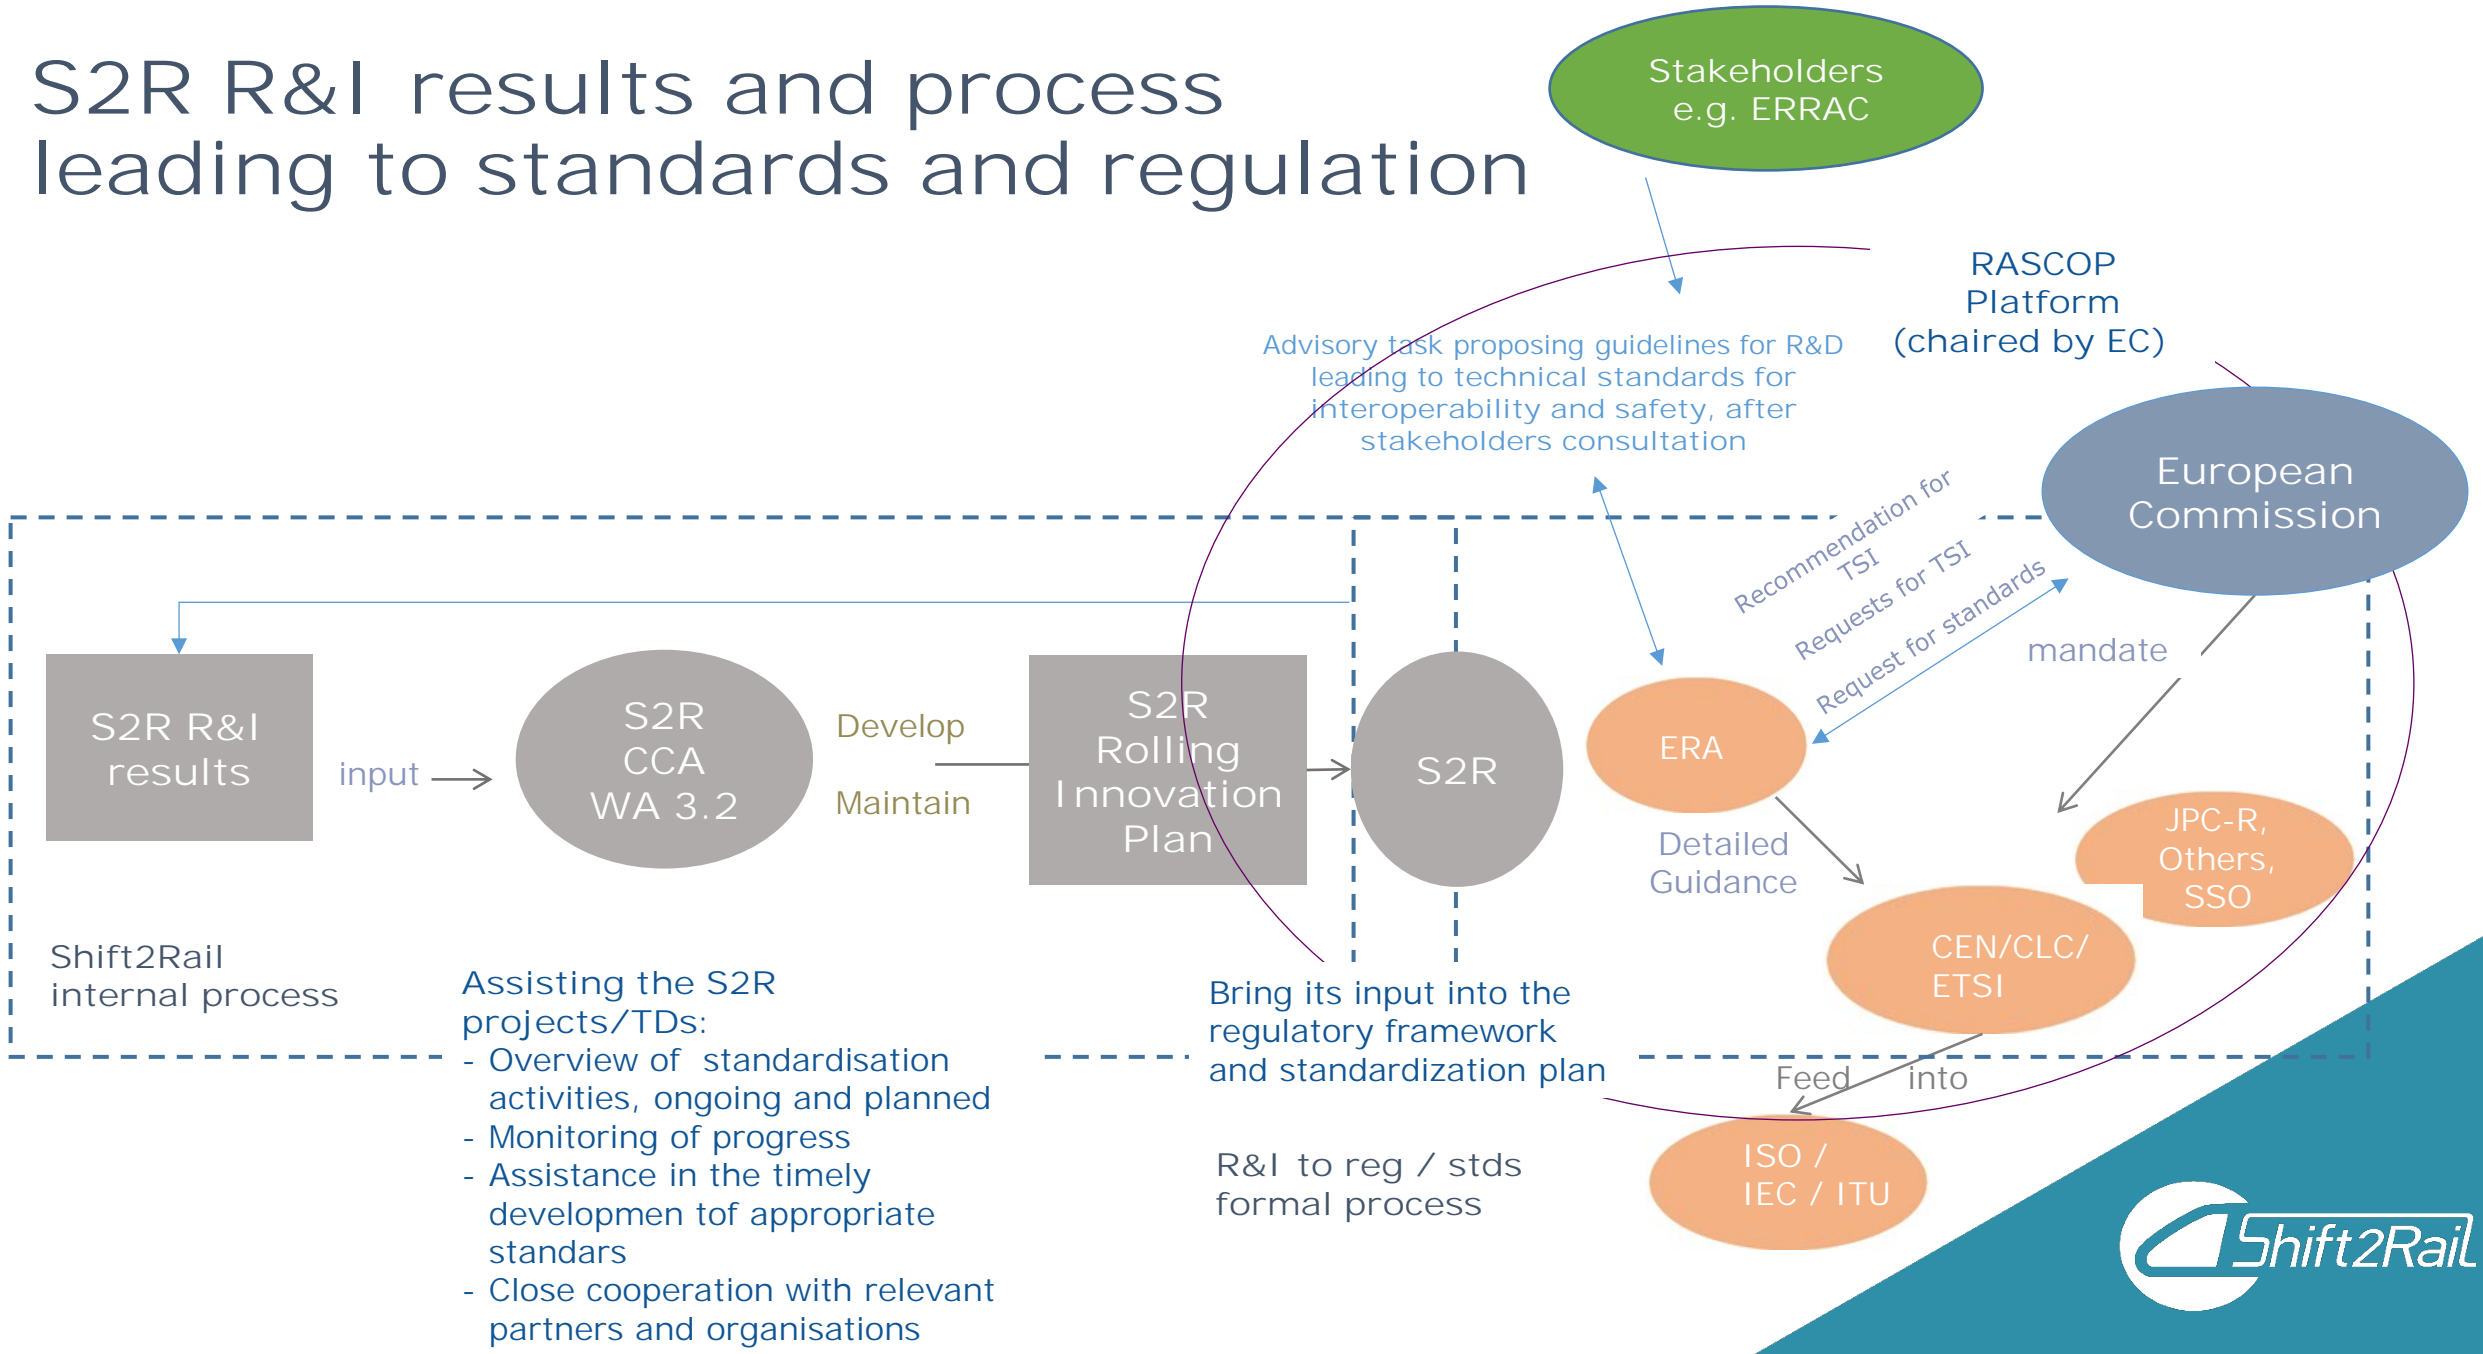 S2R R&I results and process
leading to standards and regulation
Stakeholders
e.g. ERRAC
RASCOP
Platform
(chaired by EC)
Advisory task proposing guidelines for R&D
leading to technical standards for
interoperability and safety, after
stakeholders consultation
European
Commission
Recommendation for
TSI
Requests for TSI
Request for standards
mandate
S2R R&I
results
input
S2R
CCA
WA 3.2
Develop
Maintain
S2R
Rolling
Innovation
Plan
S2R
ERA
Detailed
Guidance
JPC-R,
Others,
SSO
CEN/CLC/
ETSI
Feed into
ISO /
IEC / ITU
Shift2Rail
internal process
Assisting the S2R
projects/TDs:
- Overview of standardisation
activities, ongoing and planned
- Monitoring of progress
- Assistance in the timely
developmen tof appropriate
standars
- Close cooperation with relevant
partners and organisations
Bring its input into the
regulatory framework
and standardization plan
R&I to reg / stds
formal process
Shift2Rail